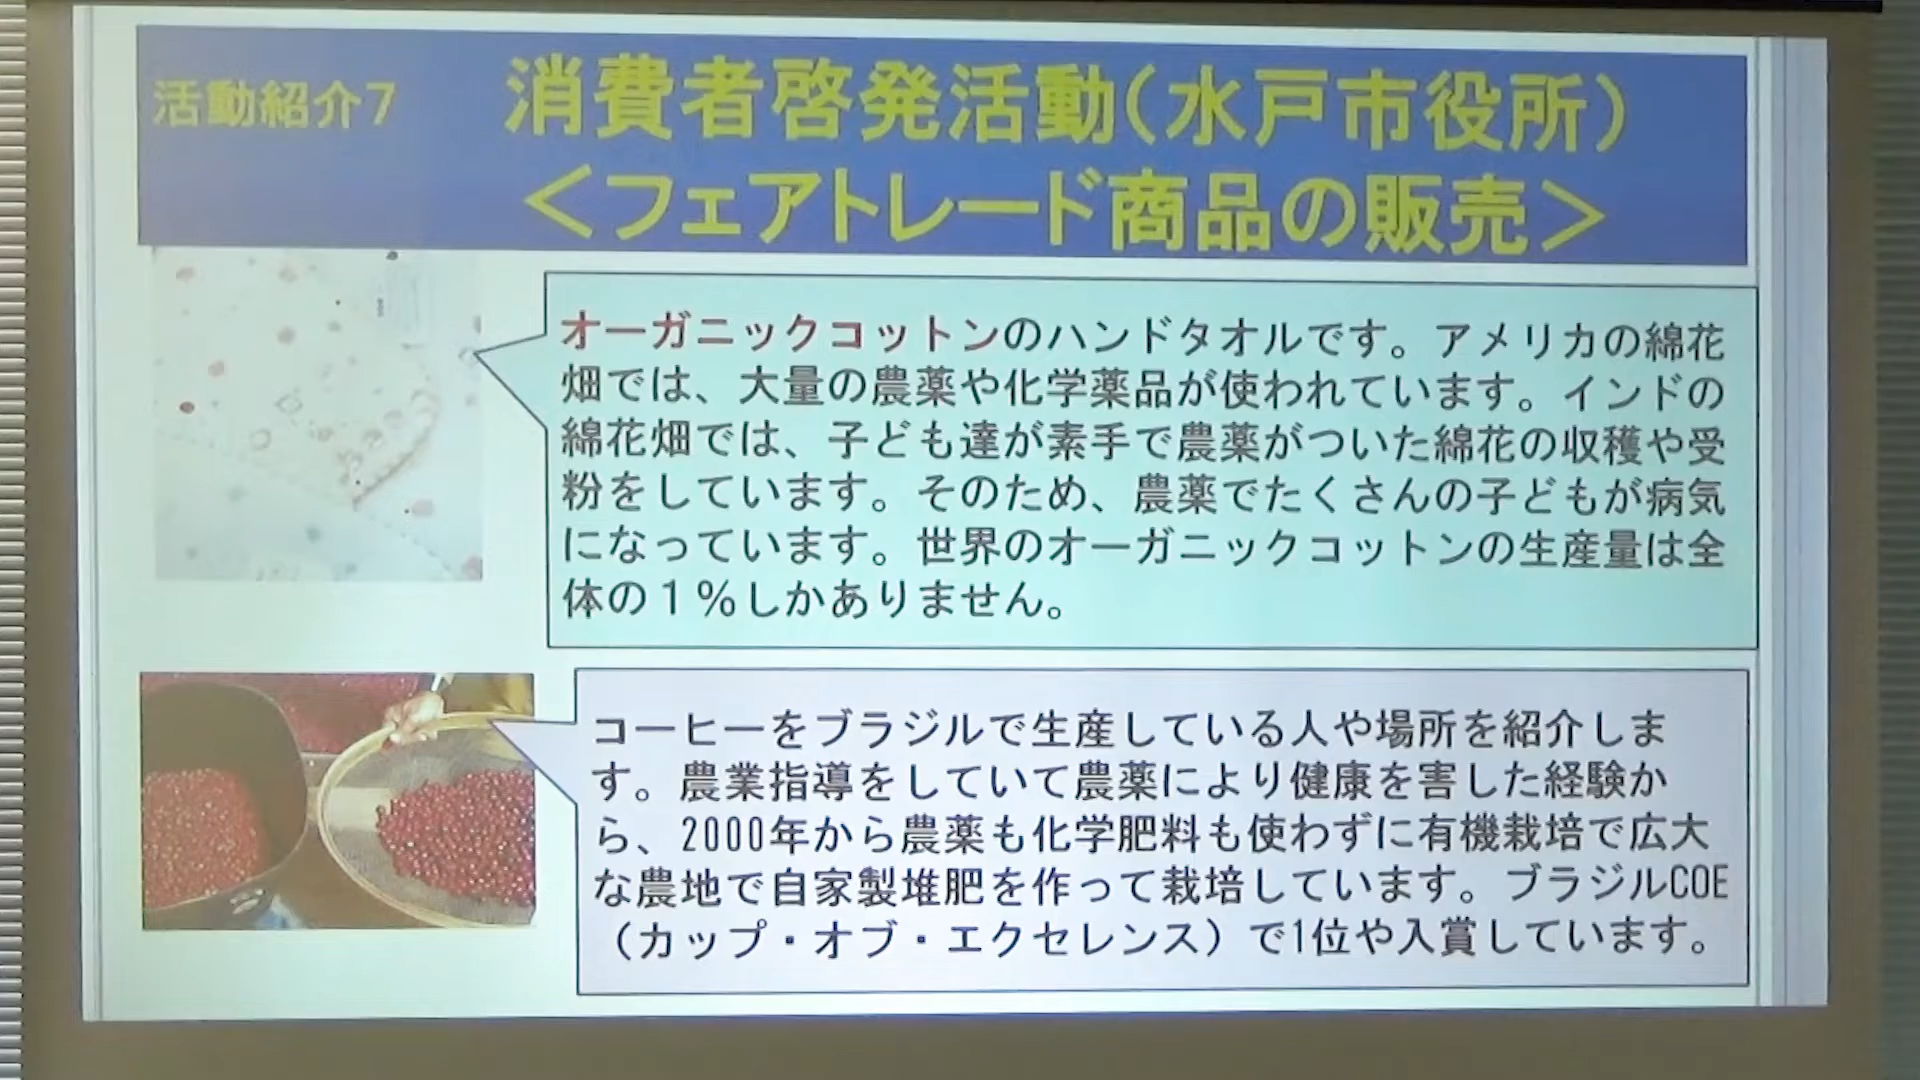 活動紹介7
消費者啓発活動(水戸市役所)
<フェアトレード商品の販売>
オーガニックコットンのハンドタオルです。アメリカの綿花
畑では、大量の農薬や化学薬品が使われています。インドの
綿花畑では、子ども達が素手で農薬がついた綿花の収穫や受
粉をしています。そのため、農薬でたくさんの子どもが病気
になっています。世界のオーガニックコットンの生産量は全
体の1%しかありません。
コーヒーをブラジルで生産している人や場所を紹介しま
す。農業指導をしていて農薬により健康を害した経験か
ら、2000年から農薬も化学肥料も使わずに有機栽培で広大
な農地で自家製堆肥を作って栽培しています。ブラジルCOE
(カップ・オブ・エクセレンス)で1位や入賞しています。